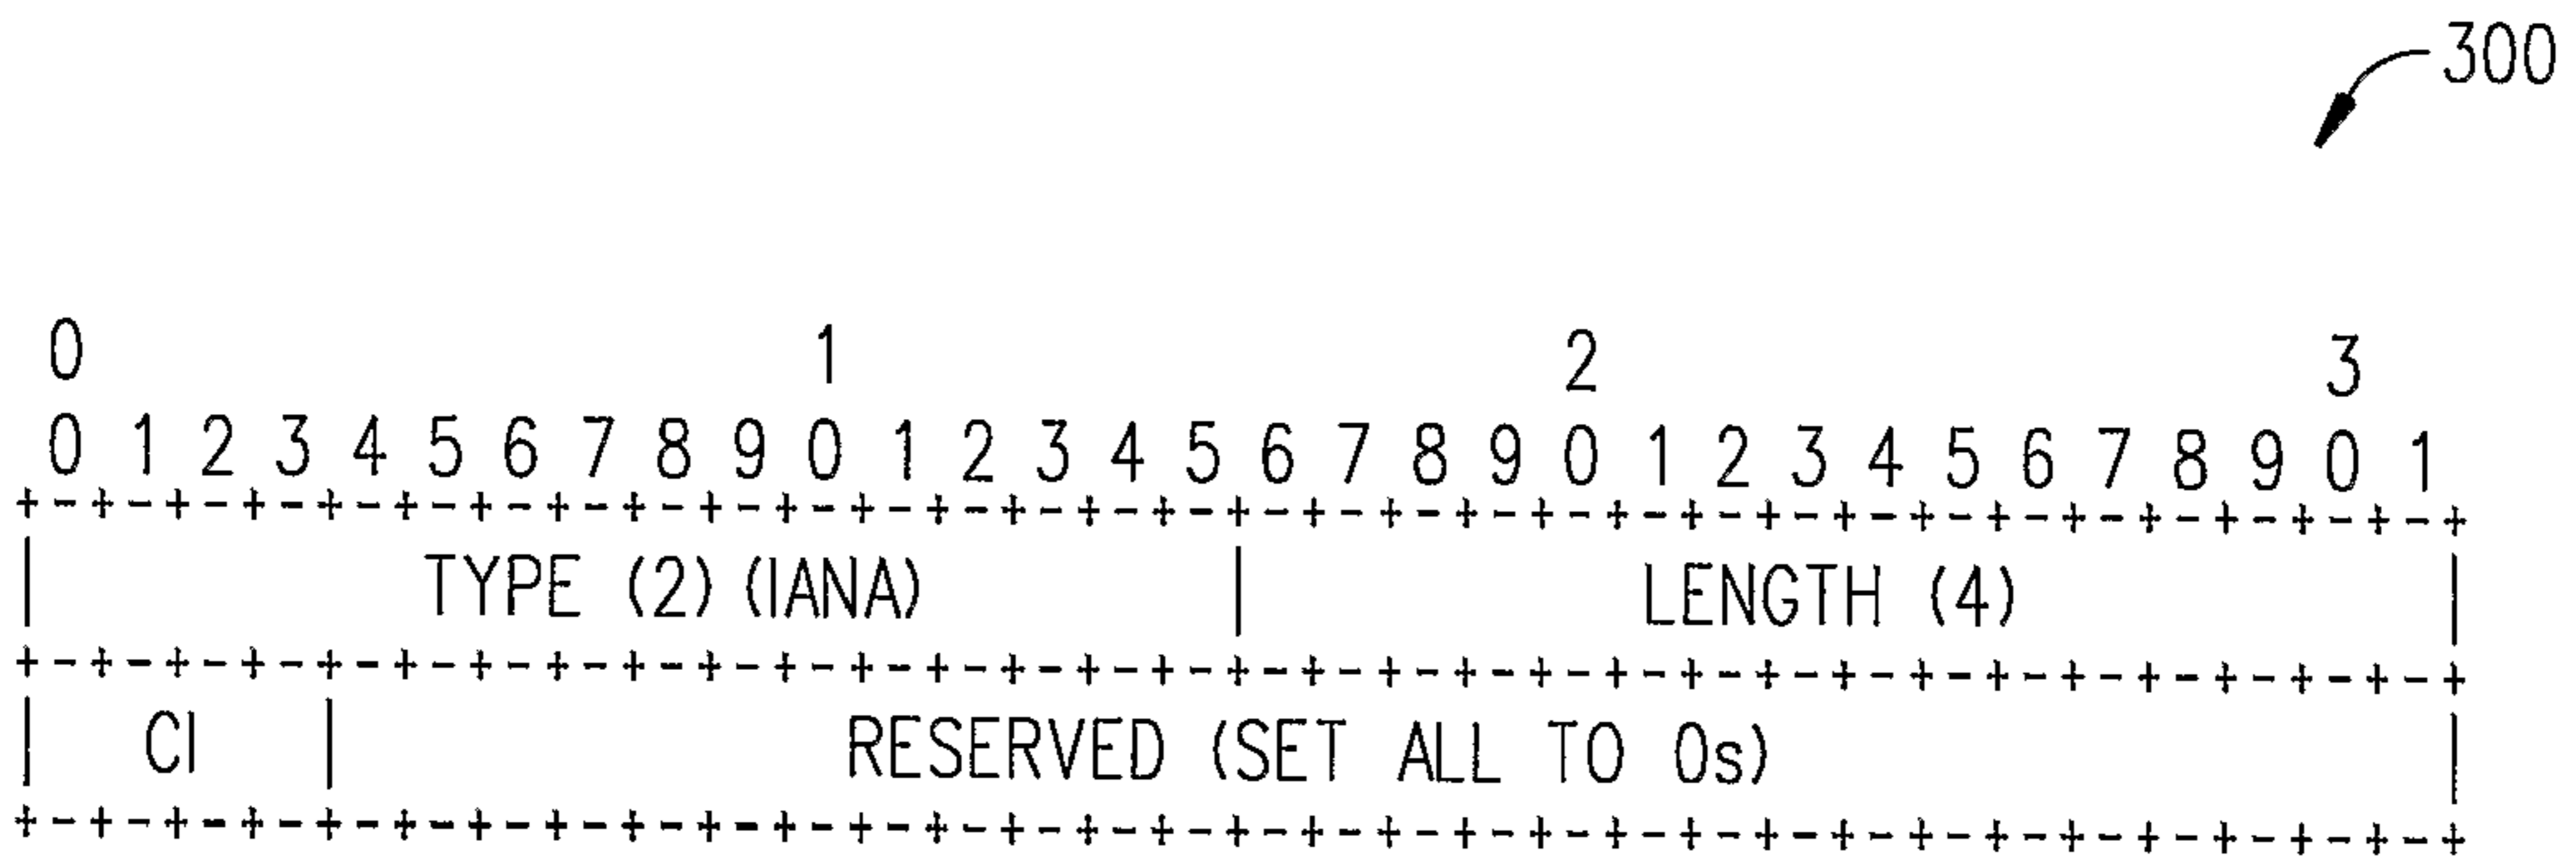 300
0 1 2 3
0 1 2 3 4 5 6 7 8 9 0 1 2 3 4 5 6 7 8 9 0 1 2 3 4 5 6 7 8 9 0 1
+-+-+-+-+-+-+-+-+-+-+-+-+-+-+-+-+-+-+-+-+-+-+-+-+-+-+-+-+-+-+-+-+
| TYPE (2) (IANA) | LENGTH (4) |
+-+-+-+-+-+-+-+-+-+-+-+-+-+-+-+-+-+-+-+-+-+-+-+-+-+-+-+-+-+-+-+-+
| CI | RESERVED (SET ALL TO 0s) |
+-+-+-+-+-+-+-+-+-+-+-+-+-+-+-+-+-+-+-+-+-+-+-+-+-+-+-+-+-+-+-+-+